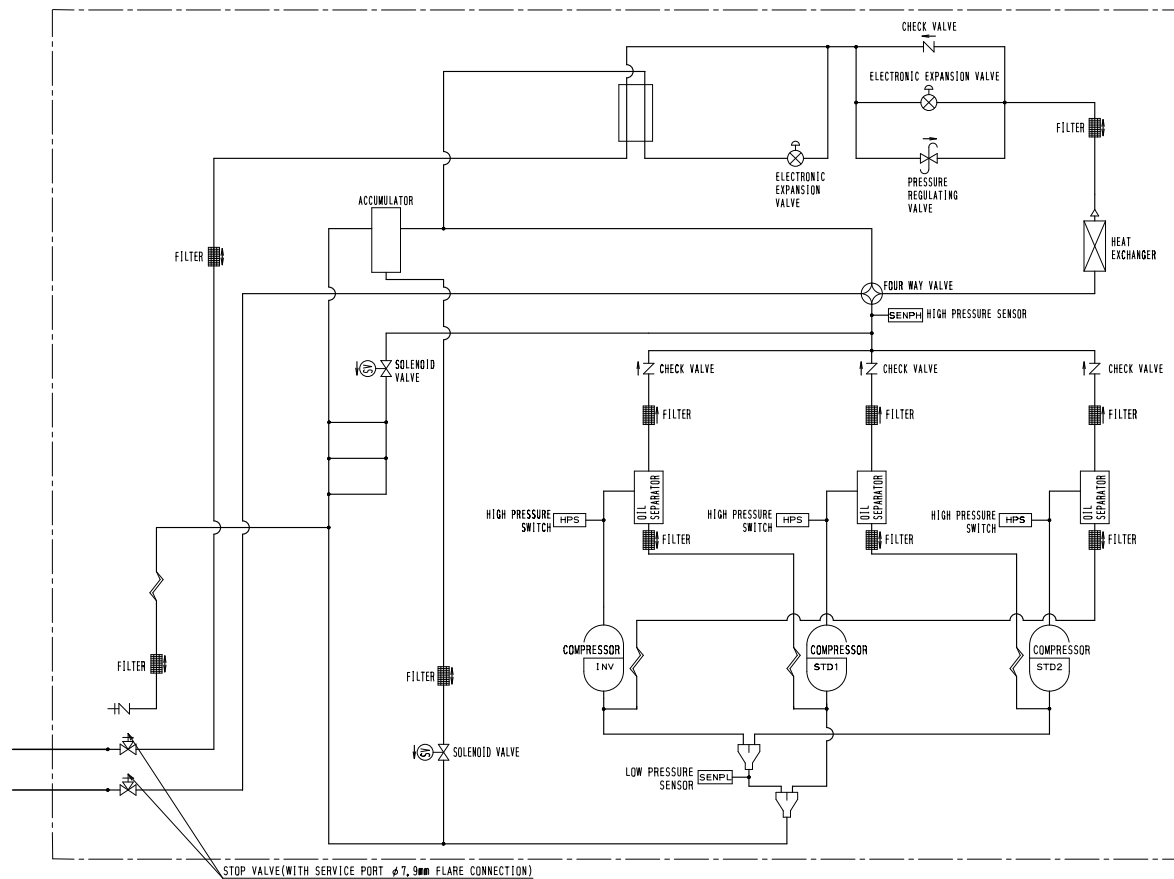 CHECK VALVE
ELECTRONIC EXPANSION VALVE
FILTER
ELECTRONIC
EXPANSION
VALVE
PRESSURE
REGULATING
VALVE
ACCUMULATOR
FILTER
HEAT
EXCHANGER
FOUR WAY VALVE
SENPH HIGH PRESSURE SENSOR
SV SOLENOID
VALVE
CHECK VALVE
CHECK VALVE
CHECK VALVE
FILTER
FILTER
FILTER
OIL
SEPARATOR
OIL
SEPARATOR
OIL
SEPARATOR
HIGH PRESSURE
SWITCH
HPS
HIGH PRESSURE
SWITCH
HPS
HIGH PRESSURE
SWITCH
HPS
FILTER
FILTER
FILTER
COMPRESSOR
INV
COMPRESSOR
STD1
COMPRESSOR
STD2
FILTER
FILTER
SV SOLENOID VALVE
LOW PRESSURE
SENSOR
SENPL
STOP VALVE(WITH SERVICE PORT φ7,9mm FLARE CONNECTION)